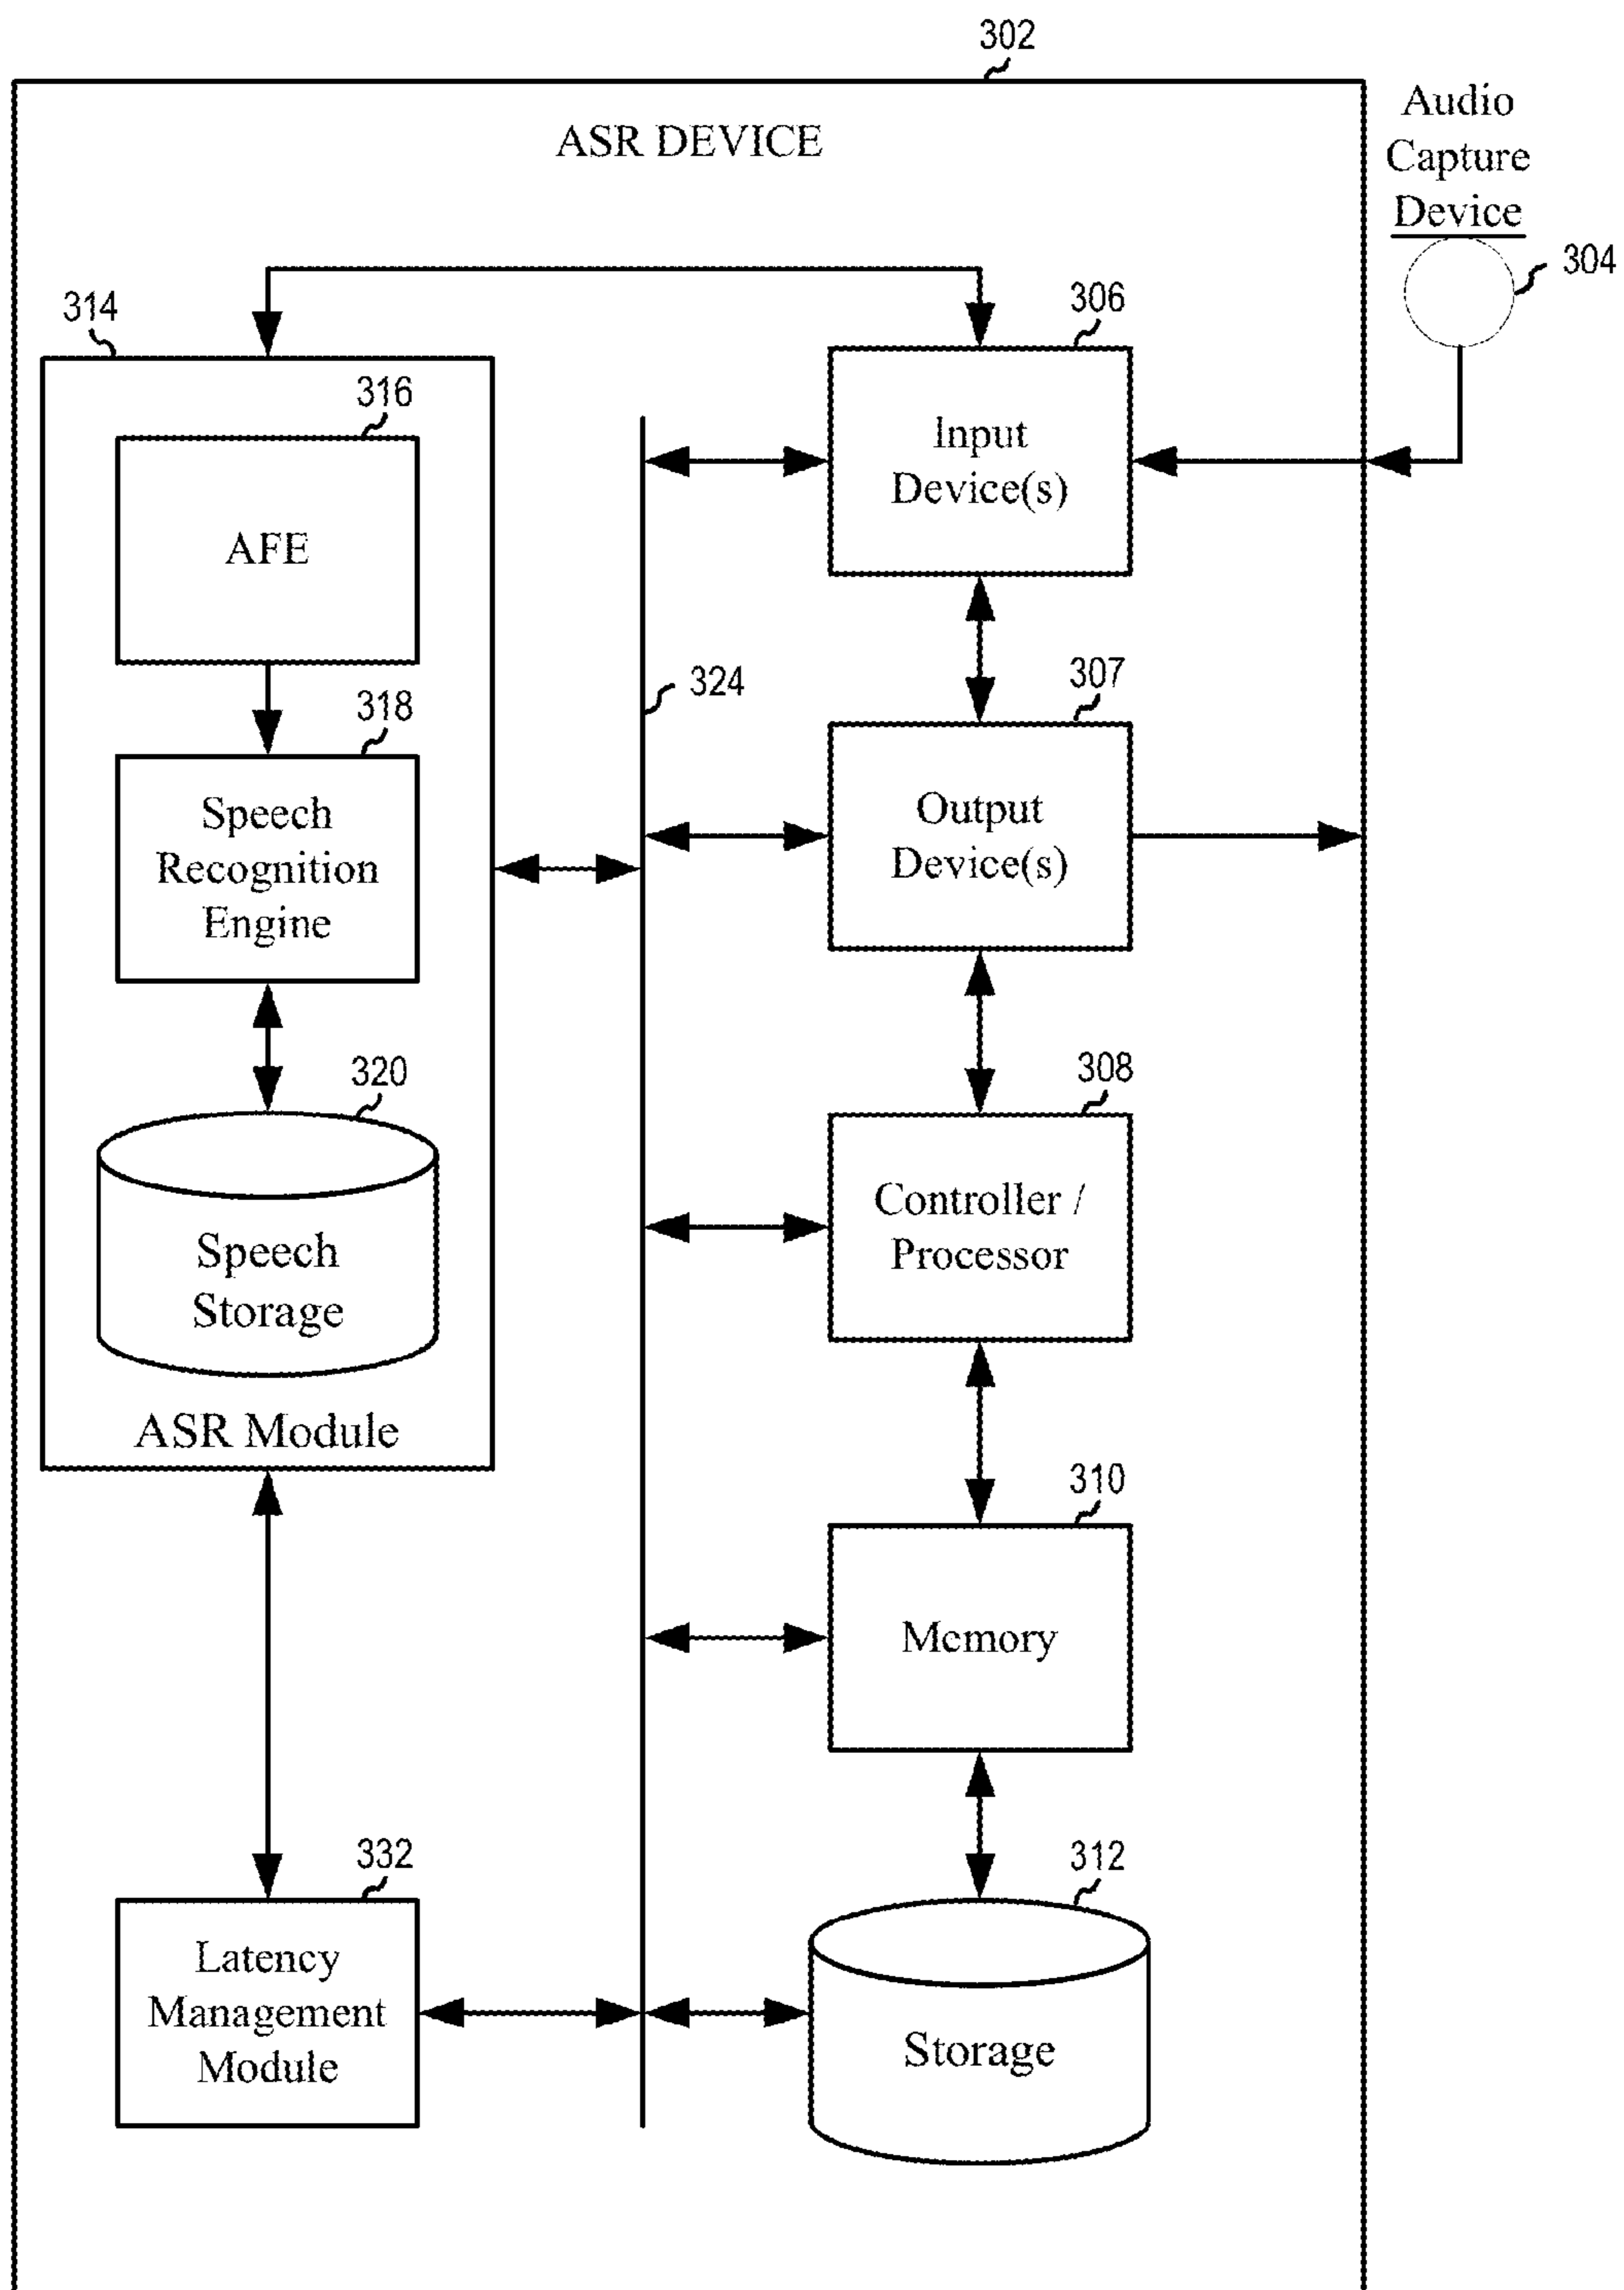 302
ASR DEVICE
Audio
Capture
Device
304
314
306
316
Input
Device(s)
AFE
324
307
318
Speech
Recognition
Engine
Output
Device(s)
320
308
Speech
Storage
Controller /
Processor
ASR Module
310
Memory
332
312
Latency
Management
Module
Storage